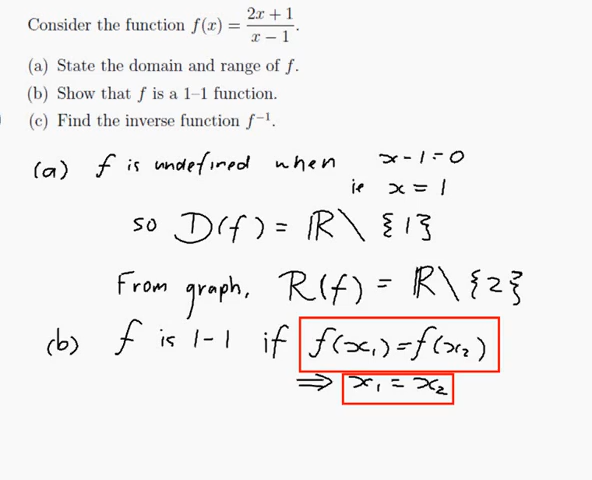 Consider the function f(x) = (2x + 1)/(x − 1).
(a) State the domain and range of f.
(b) Show that f is a 1–1 function.
(c) Find the inverse function f⁻¹.
(a) f is undefined when x-1=0
ie x = 1
so D(f) = ℝ\ {1}
From graph, R(f) = ℝ\{2}
(b) f is 1-1 if f(x₁)=f(x₂)
⇒ x₁ = x₂